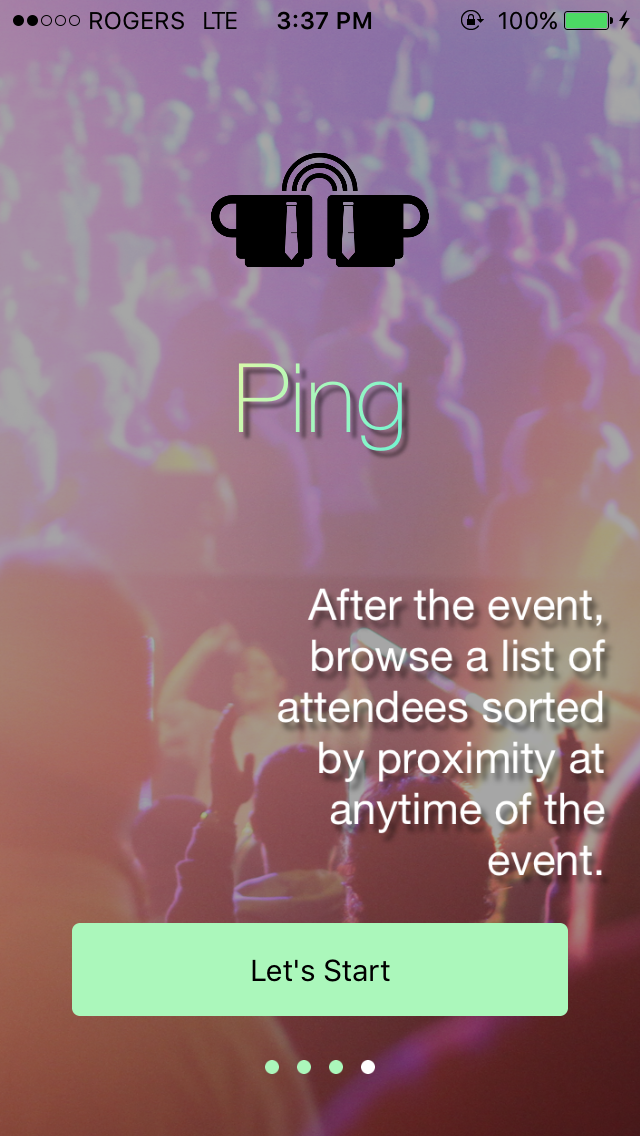 ROGERS LTE 3:37 PM 100%
Ping
After the event,
browse a list of
attendees sorted
by proximity at
anytime of the
event.
Let's Start